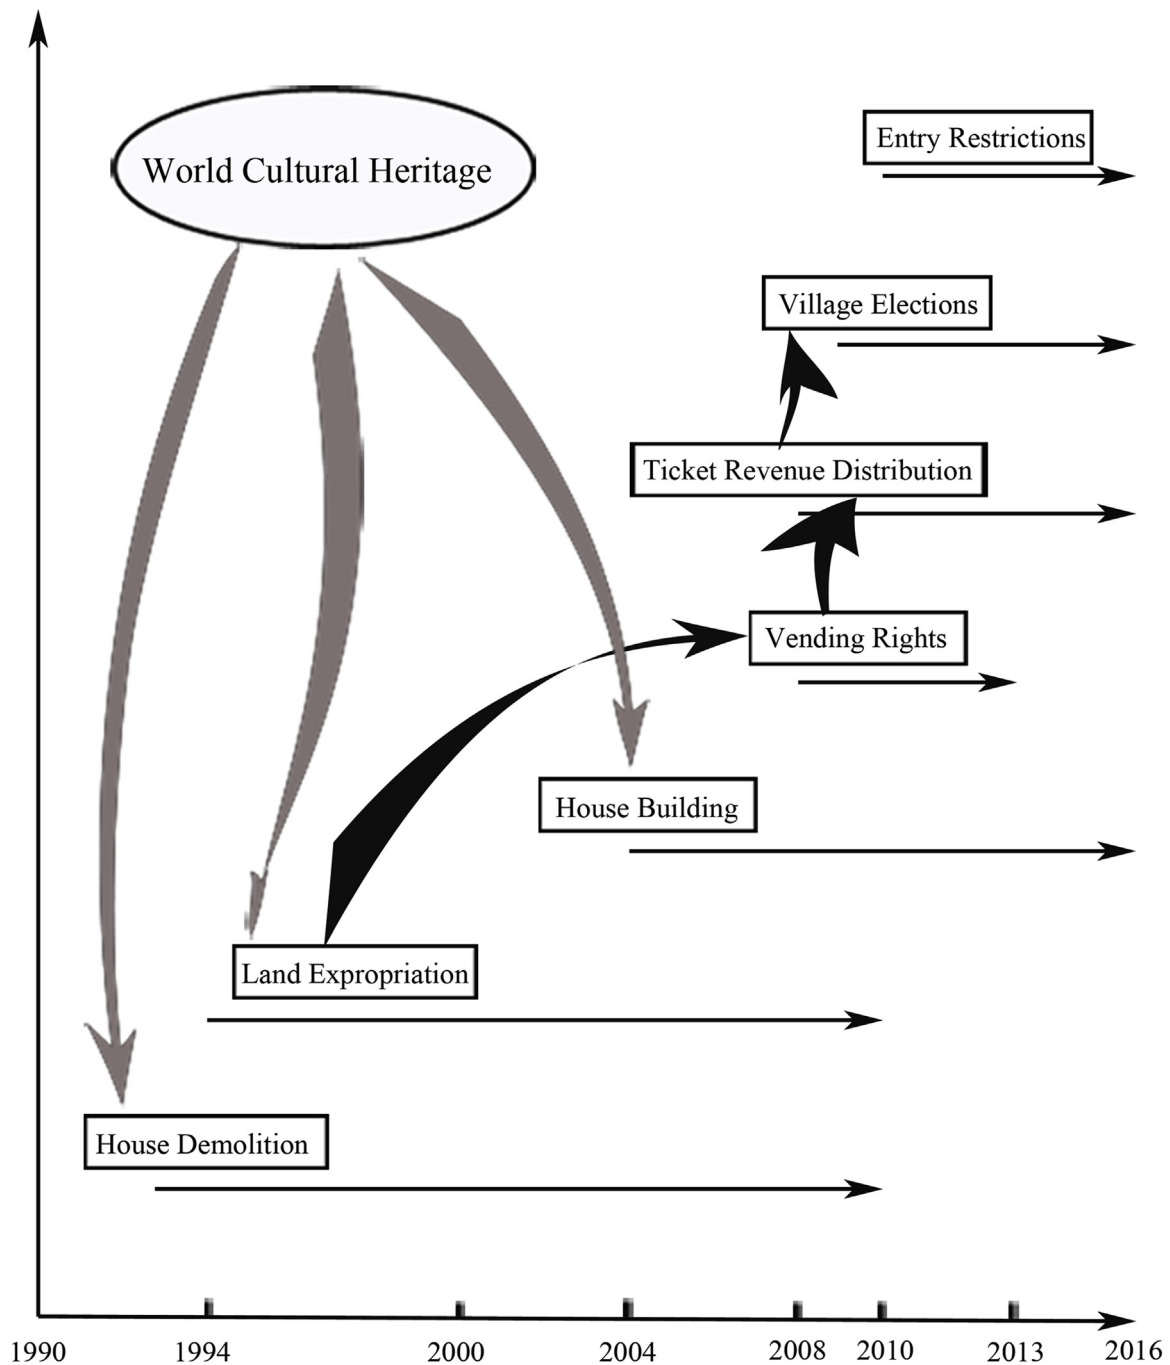 World Cultural Heritage
Entry Restrictions
Village Elections
Ticket Revenue Distribution
Vending Rights
House Building
Land Expropriation
House Demolition
1990 1994 2000 2004 2008 2010 2013 2016